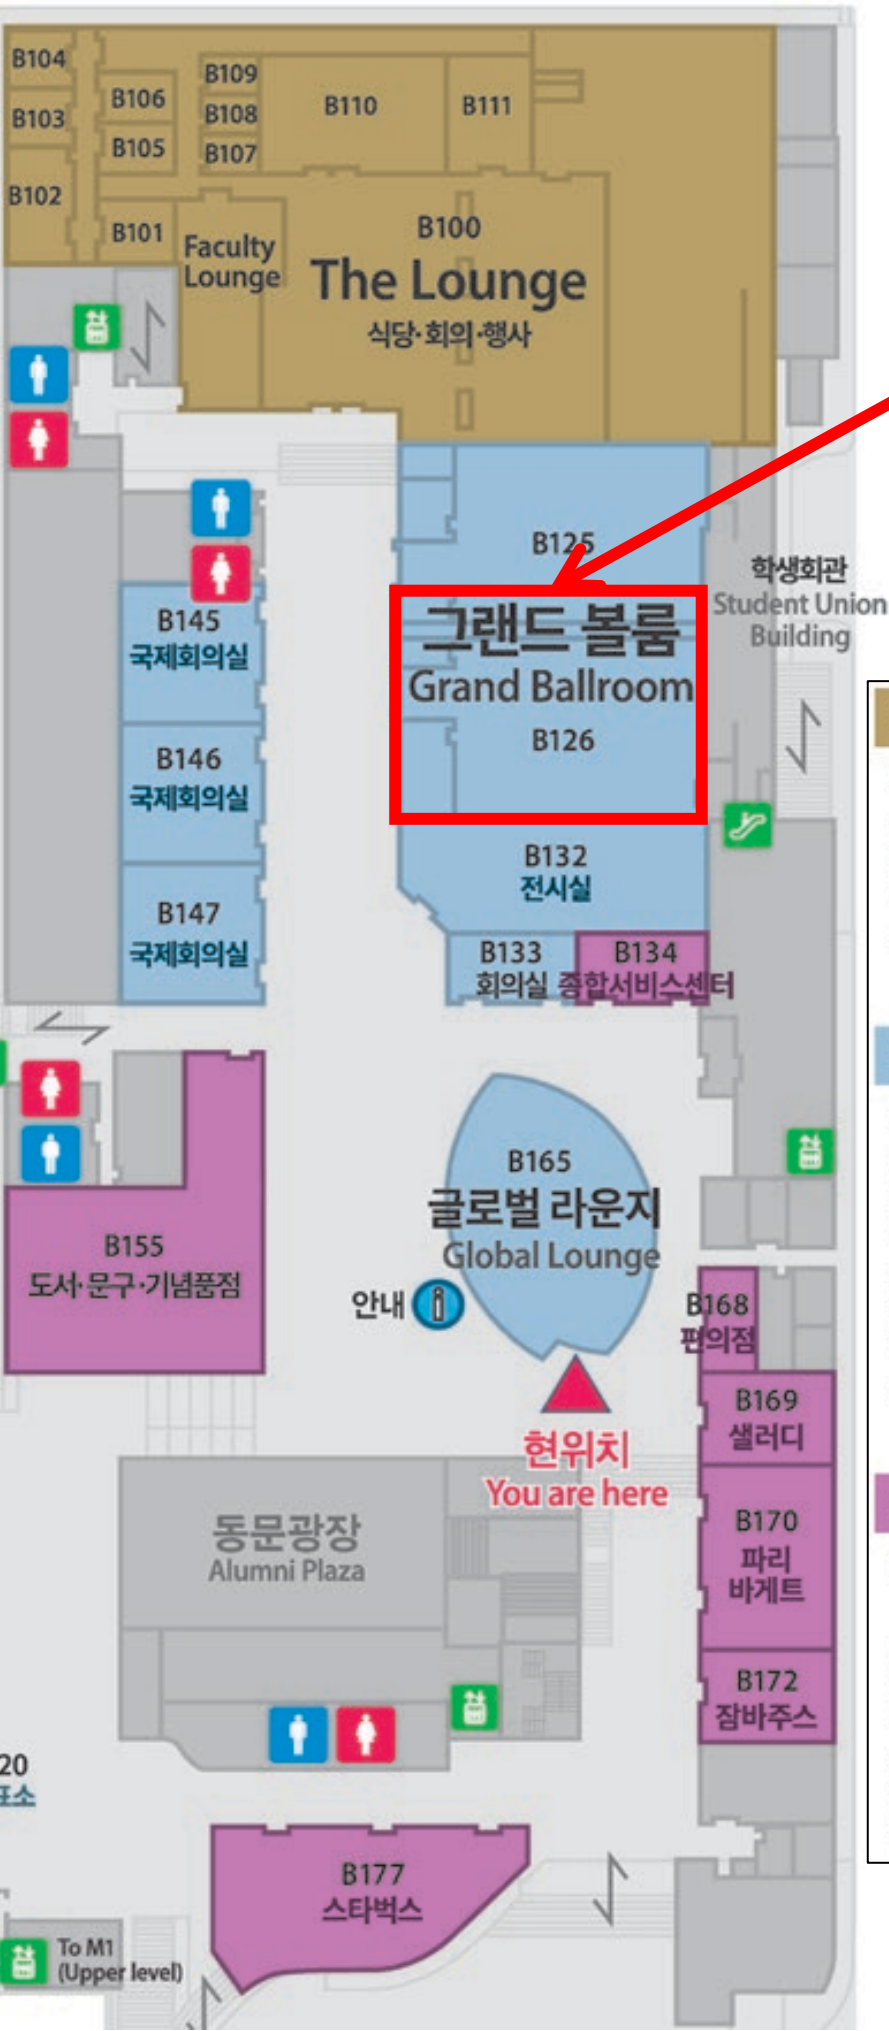 B104
B103
B102
B106
B105
B101
B109
B108
B107
B110
B111
Faculty
Lounge
B100
The Lounge
식당·회의·행사
B125
그랜드 볼룸
Grand Ballroom
B126
학생회관
Student Union
Building
B145
국제회의실
B146
국제회의실
B147
국제회의실
B132
전시실
B133
회의실
B134
종합서비스센터
B155
도서·문구·기념품점
B165
글로벌 라운지
Global Lounge
안내
B168
편의점
B169
샐러디
현위치
You are here
B170
파리
바게트
동문광장
Alumni Plaza
B172
잠바주스
20
표소
B177
스타벅스
To M1
(Upper level)